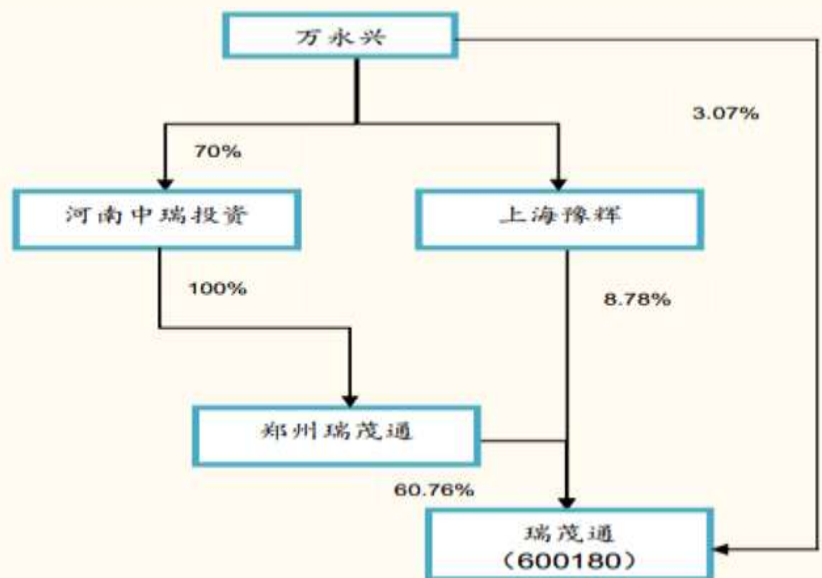 万永兴
3.07%
70%
河南中瑞投资
上海豫辉
100%
8.78%
郑州瑞茂通
60.76%
瑞茂通
(600180)